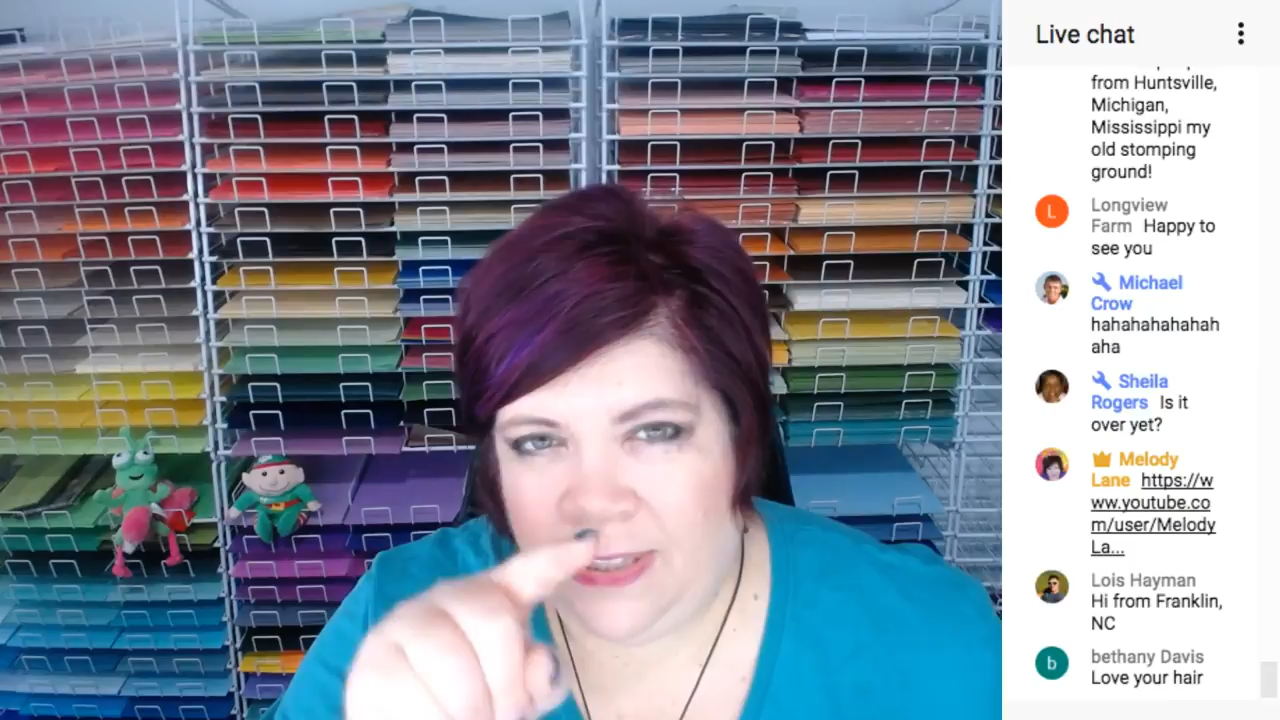 Live chat
from Huntsville,
Michigan,
Mississippi my
old stomping
ground!
Longview
Farm Happy to
see you
Michael
Crow
hahahahahahah
aha
Sheila
Rogers Is it
over yet?
Melody
Lane https://w
ww.youtube.co
m/user/Melody
La...
Lois Hayman
Hi from Franklin,
NC
bethany Davis
Love your hair